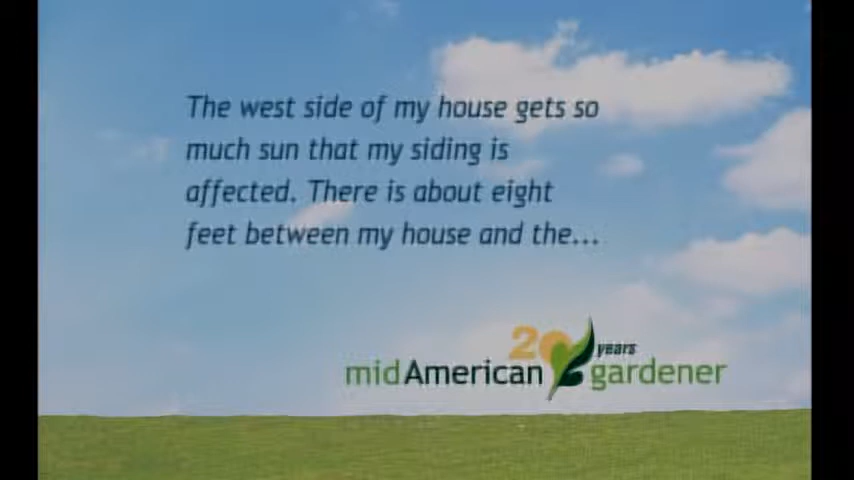 The west side of my house gets so
much sun that my siding is
affected. There is about eight
feet between my house and the...
20 years
midAmerican gardener